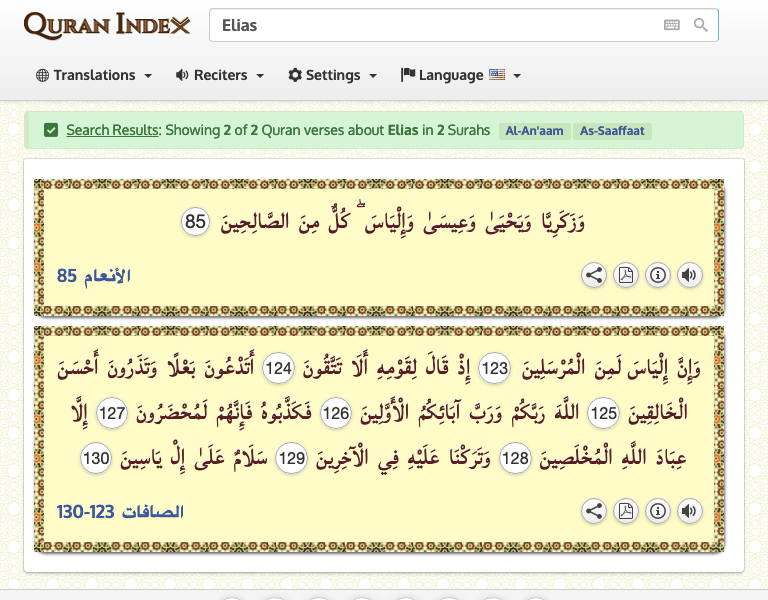 QURAN INDEX
Elias
Translations
Reciters
Settings
Language
Search Results: Showing 2 of 2 Quran verses about Elias in 2 Surahs Al-An'aam As-Saaffaat
وَزَكَرِيَّا وَيَحْيَىٰ وَعِيسَىٰ وَإِلْيَاسَ ۖ كُلٌّ مِنَ الصَّالِحِينَ 85
الأنعام 85
وَإِنَّ إِلْيَاسَ لَمِنَ الْمُرْسَلِينَ 123 إِذْ قَالَ لِقَوْمِهِ أَلَا تَتَّقُونَ 124 أَتَدْعُونَ بَعْلًا وَتَذَرُونَ أَحْسَنَ
الْخَالِقِينَ 125 اللَّهَ رَبَّكُمْ وَرَبَّ آبَائِكُمُ الْأَوَّلِينَ 126 فَكَذَّبُوهُ فَإِنَّهُمْ لَمُحْضَرُونَ 127 إِلَّا
عِبَادَ اللَّهِ الْمُخْلَصِينَ 128 وَتَرَكْنَا عَلَيْهِ فِي الْآخِرِينَ 129 سَلَامٌ عَلَىٰ إِلْ يَاسِينَ 130
الصافات 123-130